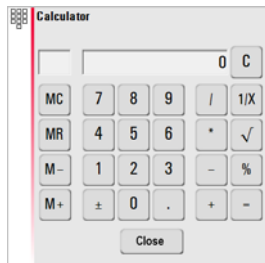 Calculator
0 C
MC 7 8 9 / 1/X
MR 4 5 6 * √
M− 1 2 3 − %
M+ ± 0 . + =
Close